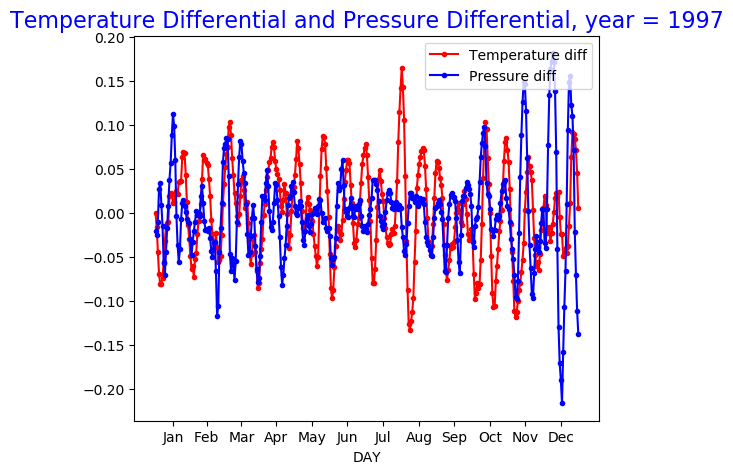 Temperature Differential and Pressure Differential, year = 1997
Temperature diff
Pressure diff
0.20
0.15
0.10
0.05
0.00
−0.05
−0.10
−0.15
−0.20
Jan Feb Mar Apr May Jun Jul Aug Sep Oct Nov Dec
DAY